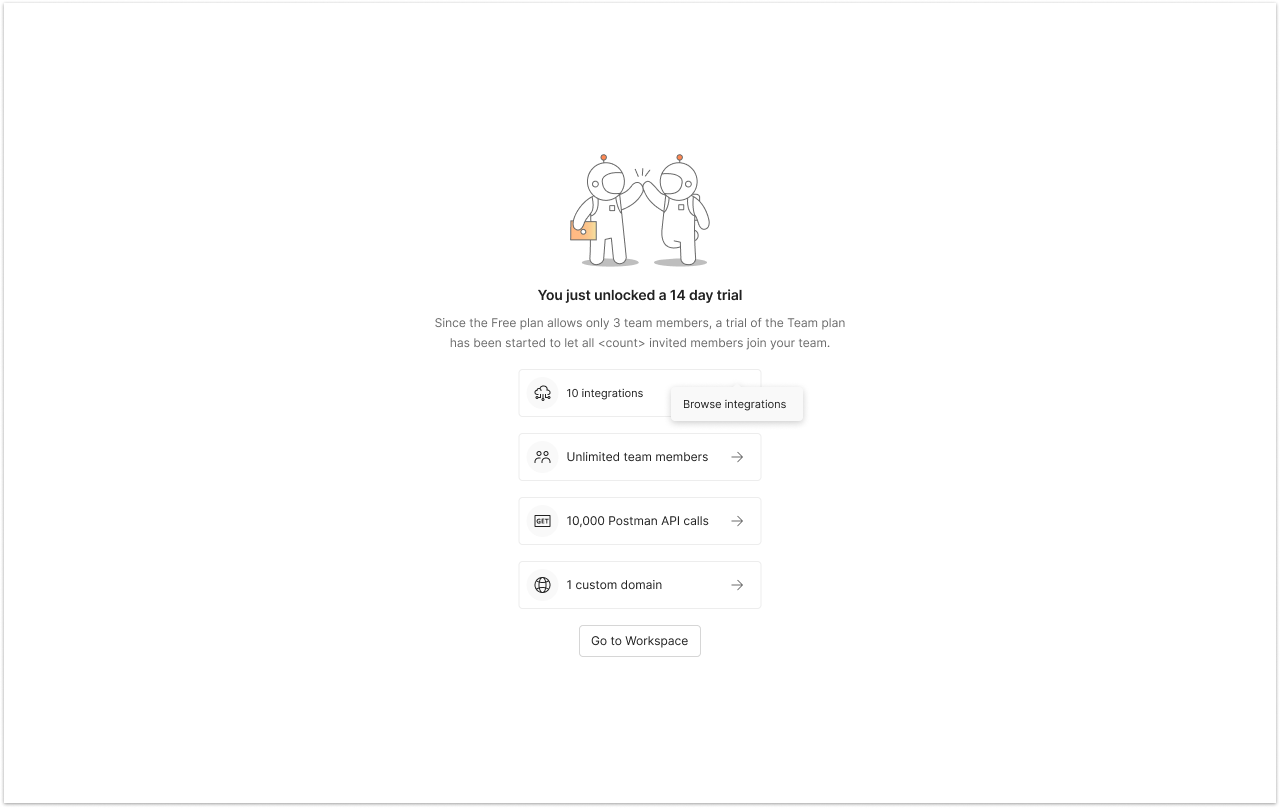 You just unlocked a 14 day trial
Since the Free plan allows only 3 team members, a trial of the Team plan
has been started to let all <count> invited members join your team.
10 integrations
Browse integrations
Unlimited team members
GET
10,000 Postman API calls
1 custom domain
Go to Workspace